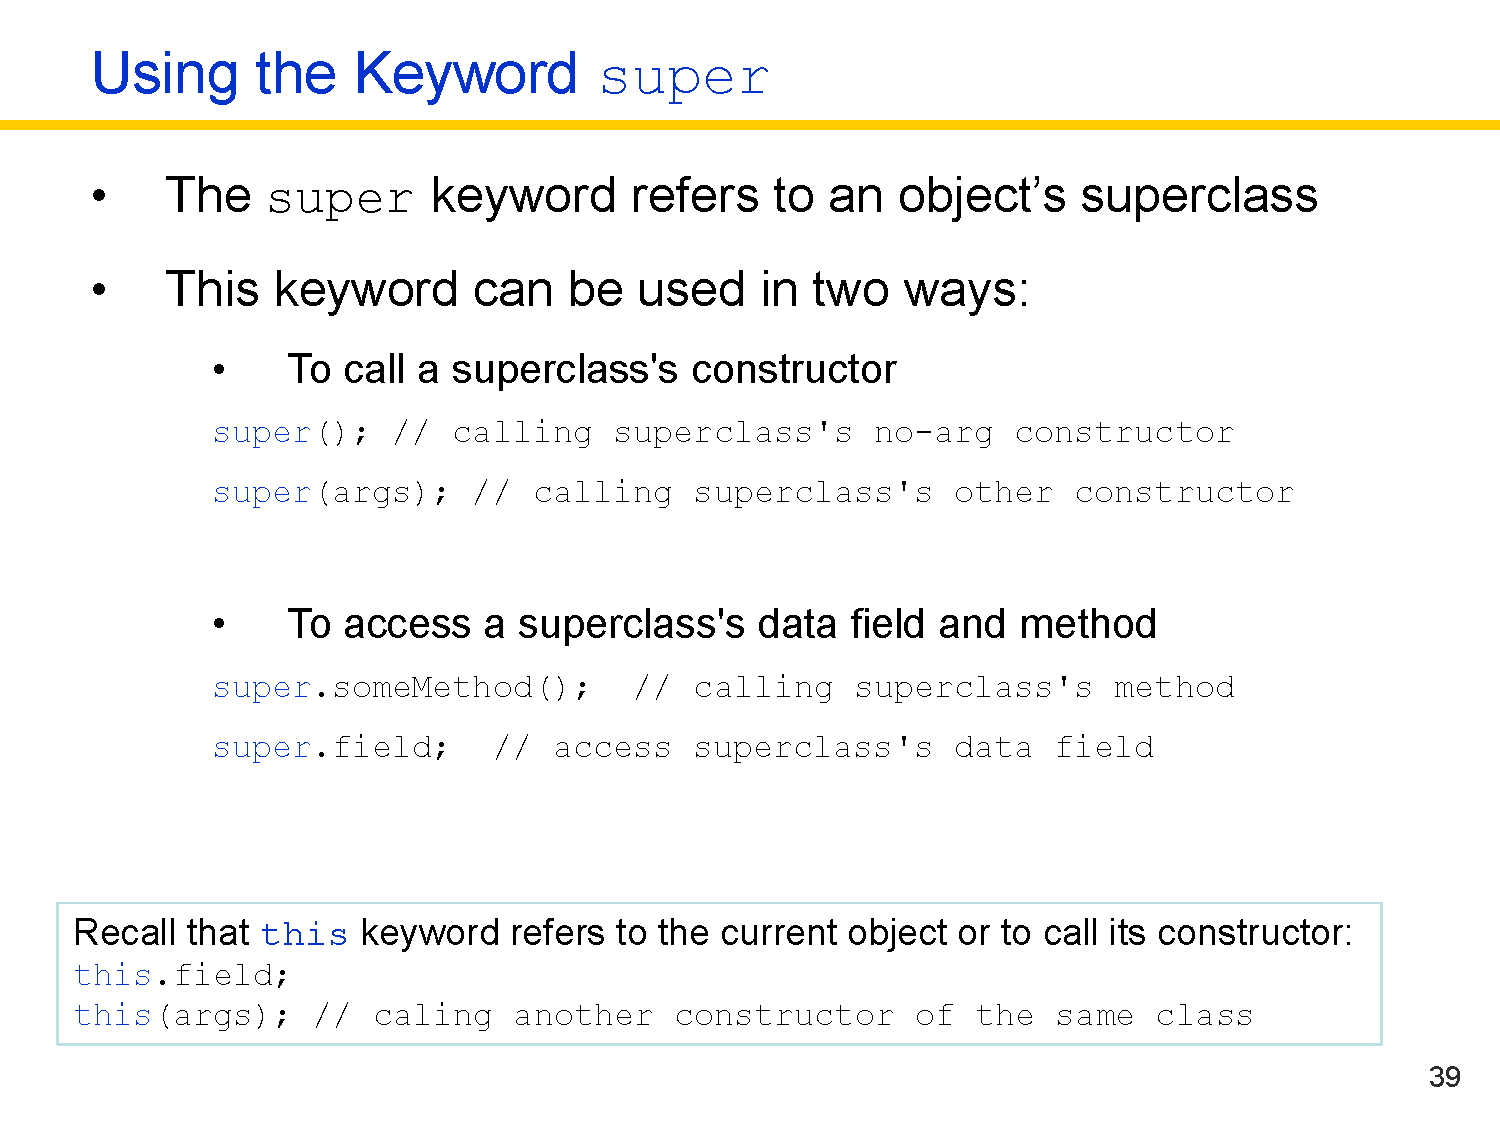 Using the Keyword super
• The super keyword refers to an object’s superclass
• This keyword can be used in two ways:
• To call a superclass's constructor
super(); // calling superclass's no-arg constructor
super(args); // calling superclass's other constructor
• To access a superclass's data field and method
super.someMethod(); // calling superclass's method
super.field; // access superclass's data field
Recall that this keyword refers to the current object or to call its constructor:
this.field;
this(args); // caling another constructor of the same class
39